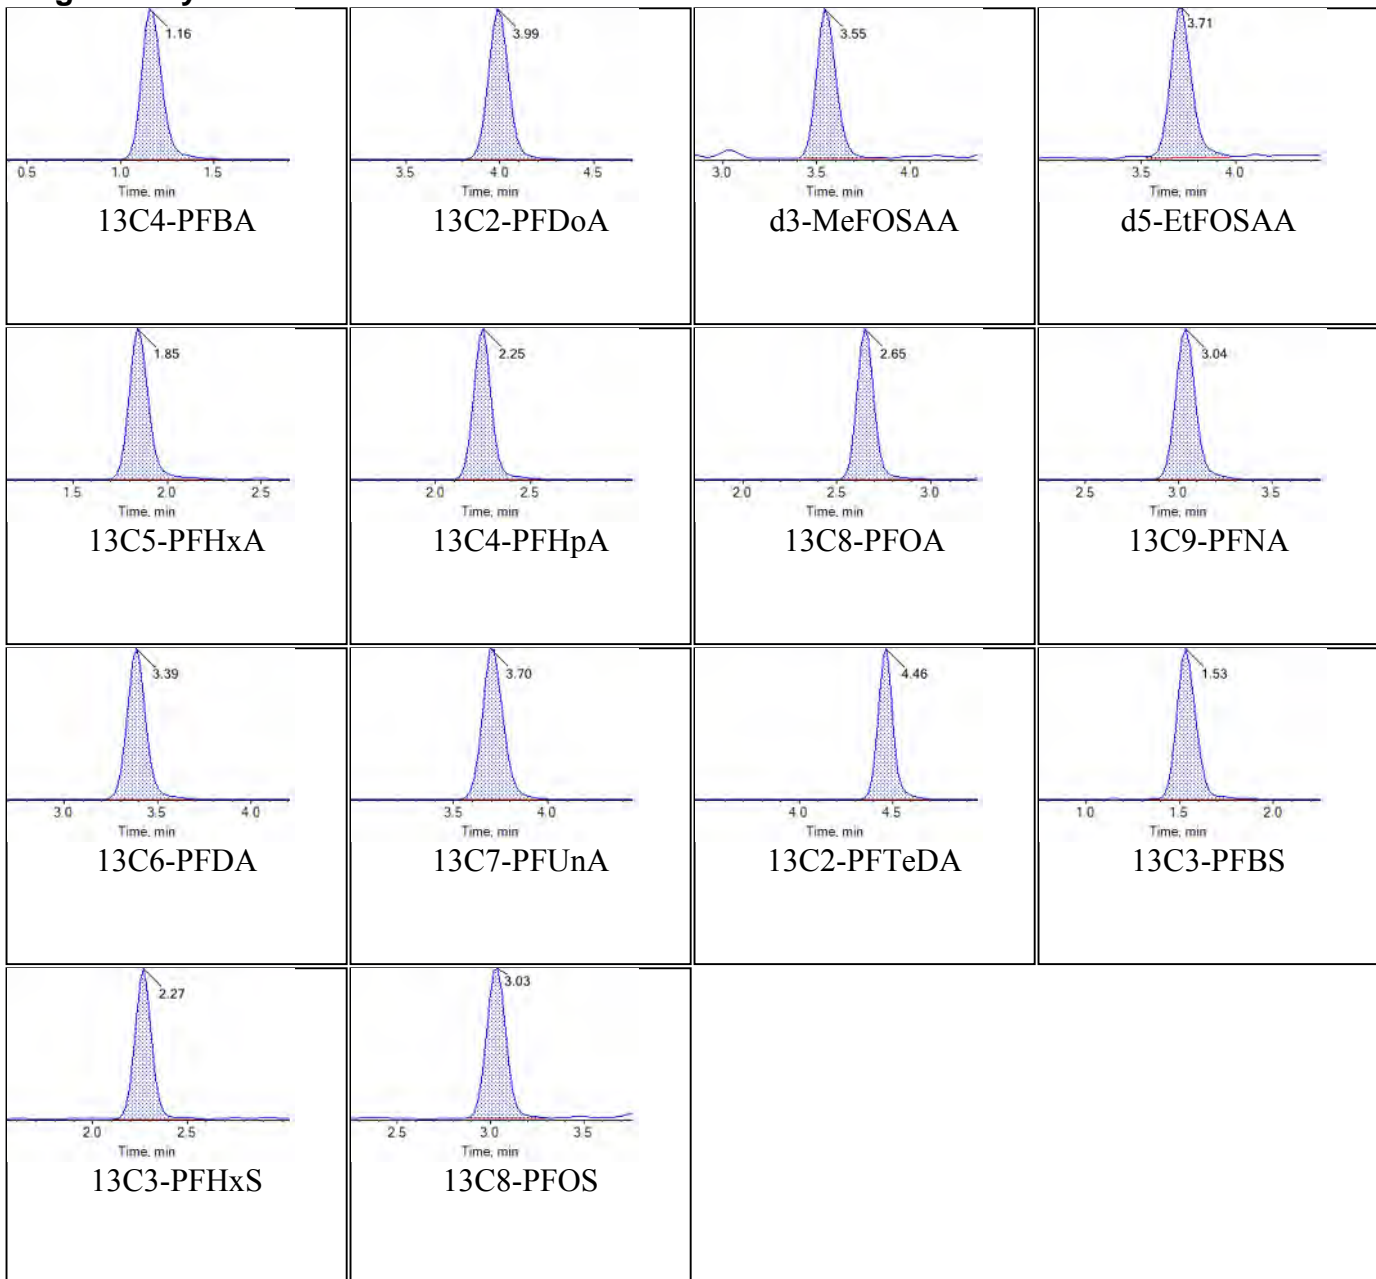 1.16
0.5 1.0 1.5
Time, min
13C4-PFBA
3.99
3.5 4.0 4.5
Time, min
13C2-PFDoA
3.55
3.0 3.5 4.0
Time, min
d3-MeFOSAA
3.71
3.5 4.0
Time, min
d5-EtFOSAA
1.85
1.5 2.0 2.5
Time, min
13C5-PFHxA
2.25
2.0 2.5
Time, min
13C4-PFHpA
2.65
2.0 2.5 3.0
Time, min
13C8-PFOA
3.04
2.5 3.0 3.5
Time, min
13C9-PFNA
3.39
3.0 3.5 4.0
Time, min
13C6-PFDA
3.70
3.5 4.0
Time, min
13C7-PFUnA
4.46
4.0 4.5
Time, min
13C2-PFTeDA
1.53
1.0 1.5 2.0
Time, min
13C3-PFBS
2.27
2.0 2.5
Time, min
13C3-PFHxS
3.03
2.5 3.0 3.5
Time, min
13C8-PFOS